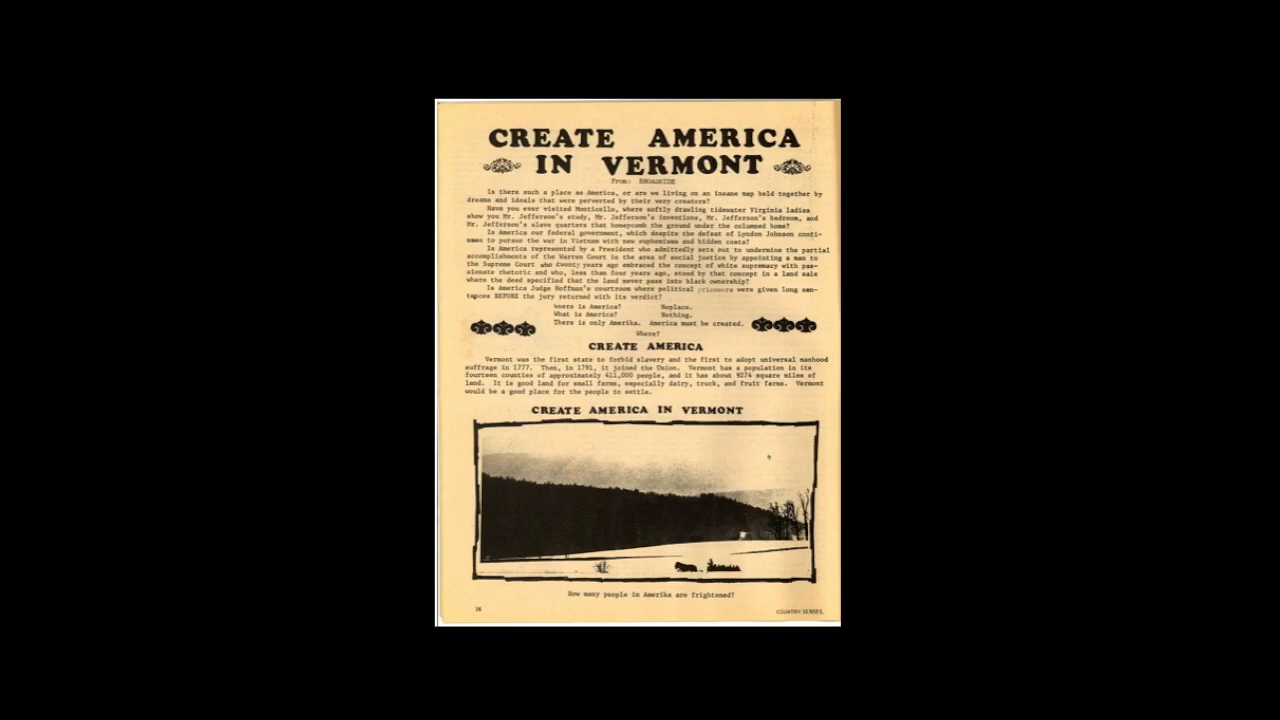 CREATE AMERICA
IN VERMONT
From: BROADSIDE
Is there such a place as America, or are we living on an insane map held together by
dreams and ideals that were perverted by their very creators?
Have you ever visited Monticello, where softly drawling tidewater Virginia ladies
show you Mr. Jefferson's study, Mr. Jefferson's inventions, Mr. Jefferson's bedroom, and
Mr. Jefferson's slave quarters that honeycomb the ground under the columned home?
Is America our federal government, which despite the defeat of Lyndon Johnson conti-
nues to pursue the war in Vietnam with new euphemisms and hidden costs?
Is America represented by a President who admittedly sets out to undermine the partial
accomplishments of the Warren Court in the area of social justice by appointing a man to
the Supreme Court who twenty years ago embraced the concept of white supremacy with pas-
sionate rhetoric and who, less than four years ago, stood by that concept in a land sale
where the deed specified that the land never pass into black ownership?
Is America Judge Hoffman's courtroom where political prisoners were given long sen-
tences BEFORE the jury returned with its verdict?
Where is America? Noplace.
What is America? Nothing.
There is only Amerika. America must be created.
Where?
CREATE AMERICA
Vermont was the first state to forbid slavery and the first to adopt universal manhood
suffrage in 1777. Then, in 1791, it joined the Union. Vermont has a population in its
fourteen counties of approximately 411,000 people, and it has about 9274 square miles of
land. It is good land for small farms, especially dairy, truck, and fruit farms. Vermont
would be a good place for the people to settle.
CREATE AMERICA IN VERMONT
How many people in Amerika are frightened?
COUNTRY SENSES,